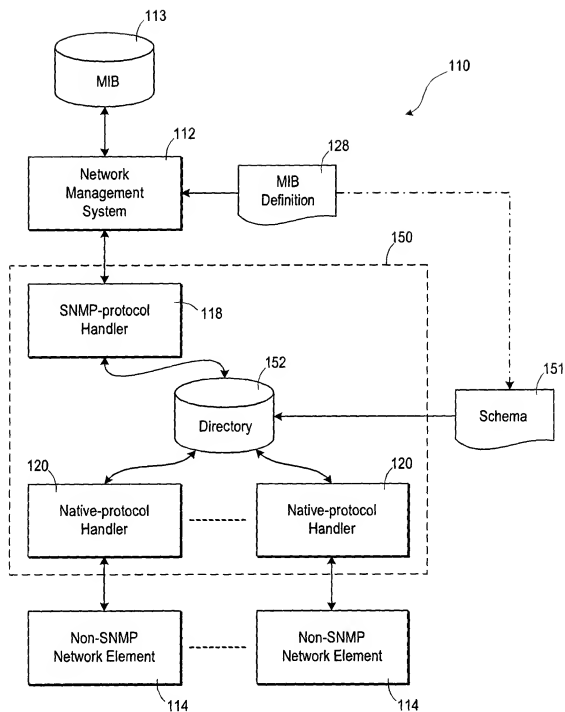 113
MIB
110
112
Network
Management
System
128
MIB
Definition
150
SNMP-protocol
Handler
118
152
Directory
151
Schema
120
Native-protocol
Handler
120
Native-protocol
Handler
Non-SNMP
Network Element
114
Non-SNMP
Network Element
114